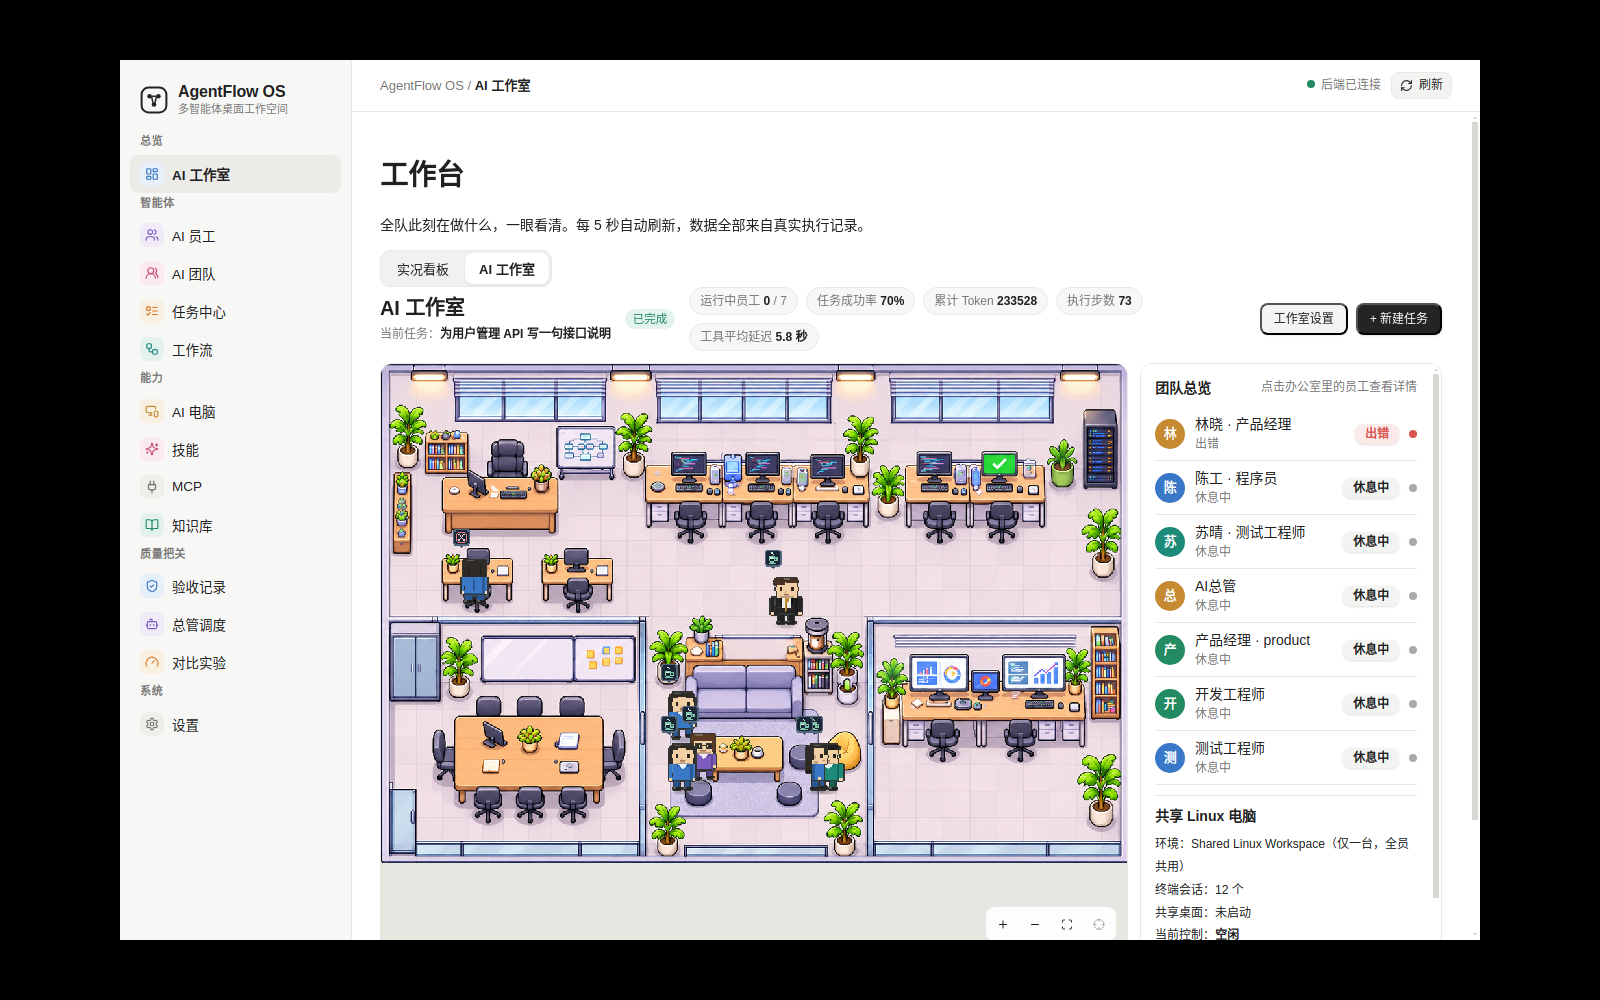 AgentFlow OS
多智能体桌面工作空间
总览
AI 工作室
智能体
AI 员工
AI 团队
任务中心
工作流
能力
AI 电脑
技能
MCP
知识库
质量把关
验收记录
总管调度
对比实验
系统
设置
AgentFlow OS / AI 工作室
后端已连接
刷新
工作台
全队此刻在做什么，一眼看清。每 5 秒自动刷新，数据全部来自真实执行记录。
实况看板
AI 工作室
AI 工作室
当前任务：为用户管理 API 写一句接口说明
已完成
运行中员工 0 / 7
任务成功率 70%
累计 Token 233528
执行步数 73
工具平均延迟 5.8 秒
工作室设置
+ 新建任务
团队总览
点击办公室里的员工查看详情
林
林晓 · 产品经理
出错
出错
陈
陈工 · 程序员
休息中
休息中
苏
苏晴 · 测试工程师
休息中
休息中
总
AI总管
休息中
休息中
产
产品经理 · product
休息中
休息中
开
开发工程师
休息中
休息中
测
测试工程师
休息中
休息中
共享 Linux 电脑
环境：Shared Linux Workspace（仅一台，全员
共用）
终端会话：12 个
共享桌面：未启动
当前控制：空闲